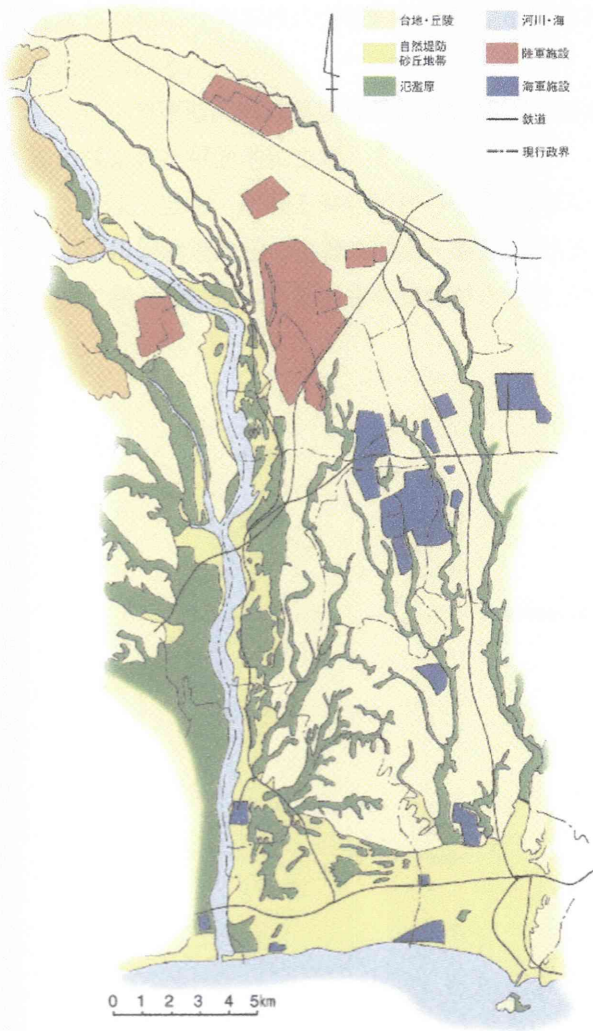 台地・丘陵
自然堤防
砂丘地帯
氾濫原
河川・海
陸軍施設
海軍施設
鉄道
現行政界
0 1 2 3 4 5km